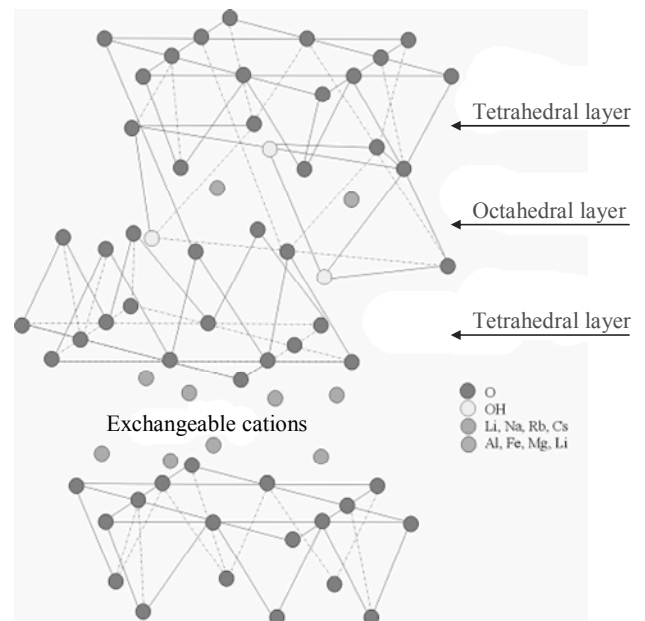 Tetrahedral layer
Octahedral layer
Tetrahedral layer
O
OH
Li, Na, Rb, Cs
Al, Fe, Mg, Li
Exchangeable cations